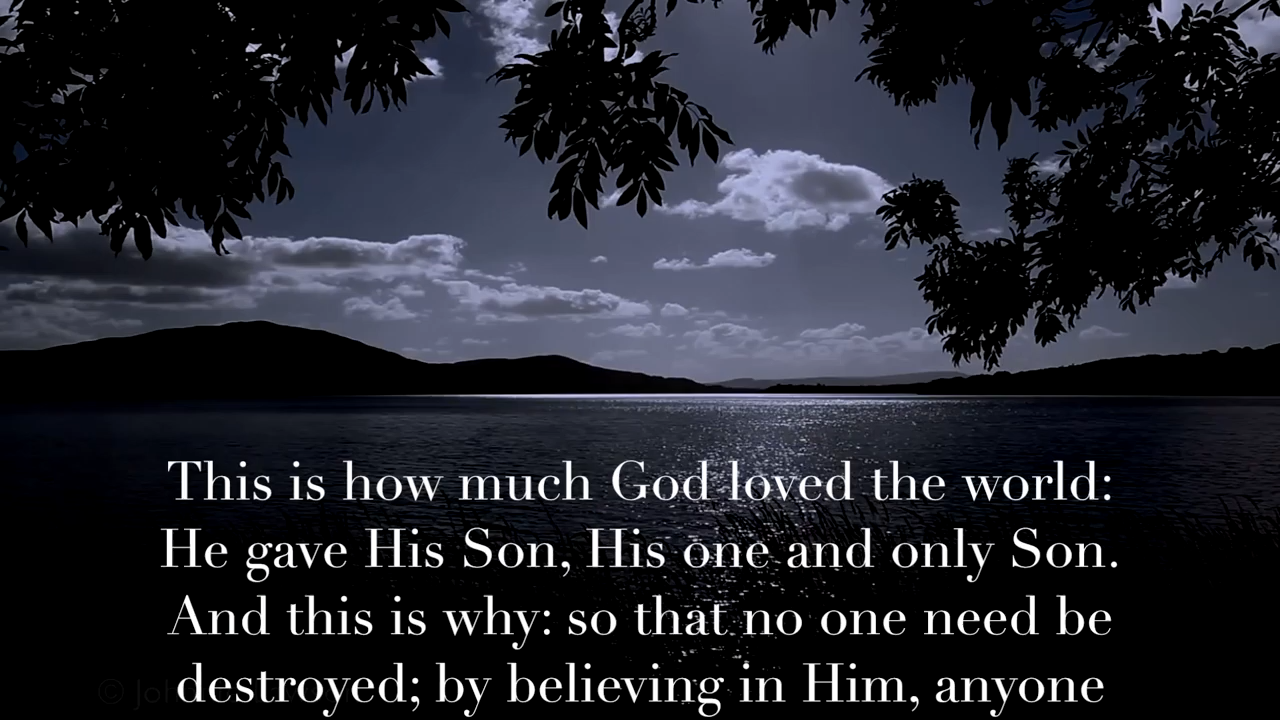 This is how much God loved the world:
He gave His Son, His one and only Son.
And this is why: so that no one need be
destroyed; by believing in Him, anyone
©